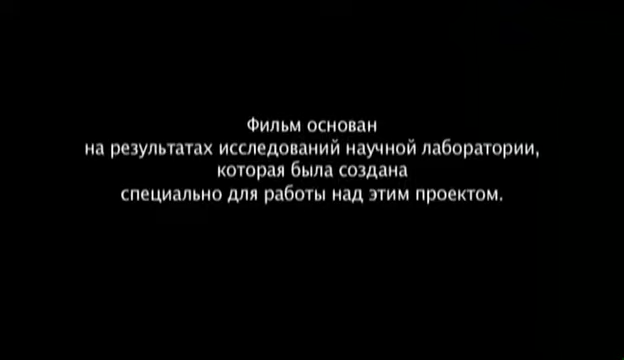 Фильм основан
на результатах исследований научной лаборатории,
которая была создана
специально для работы над этим проектом.